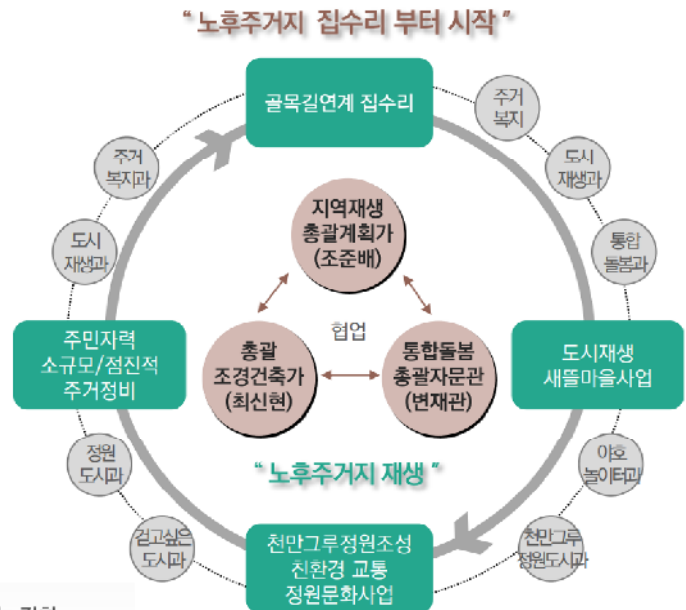 “ 노후주거지 집수리 부터 시작 ”
골목길연계 집수리
주거
복지
주거
복지과
도시
재생과
도시
재생과
통합
돌봄과
지역재생
총괄계획가
(조준배)
협업
총괄
조경건축가
(최신현)
통합돌봄
총괄자문관
(변재관)
주민자력
소규모/점진적
주거정비
도시재생
새뜰마을사업
“ 노후주거지 재생 ”
정원
도시과
야호
놀이터과
걷고싶은
도시과
천만그루
정원도시과
천만그루정원조성
친환경 교통
정원문화사업